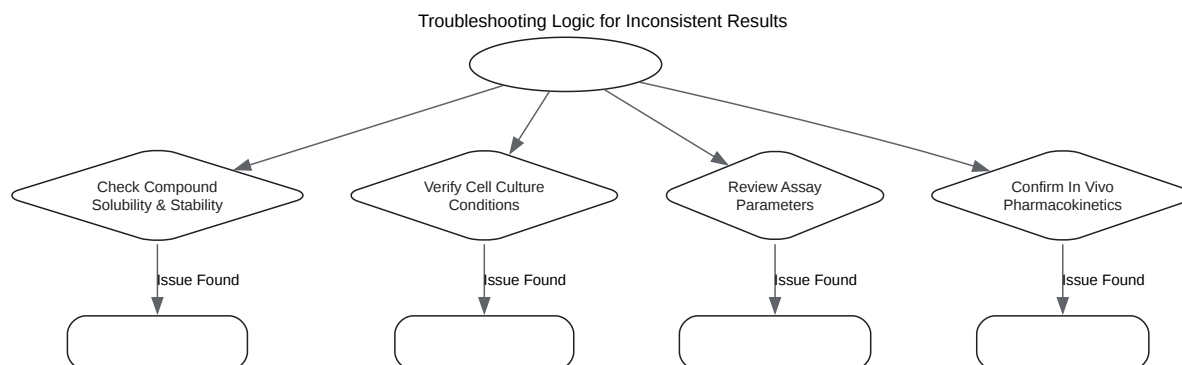 Troubleshooting Logic for Inconsistent Results
Check Compound
Solubility & Stability
Verify Cell Culture
Conditions
Review Assay
Parameters
Confirm In Vivo
Pharmacokinetics
Issue Found
Issue Found
Issue Found
Issue Found